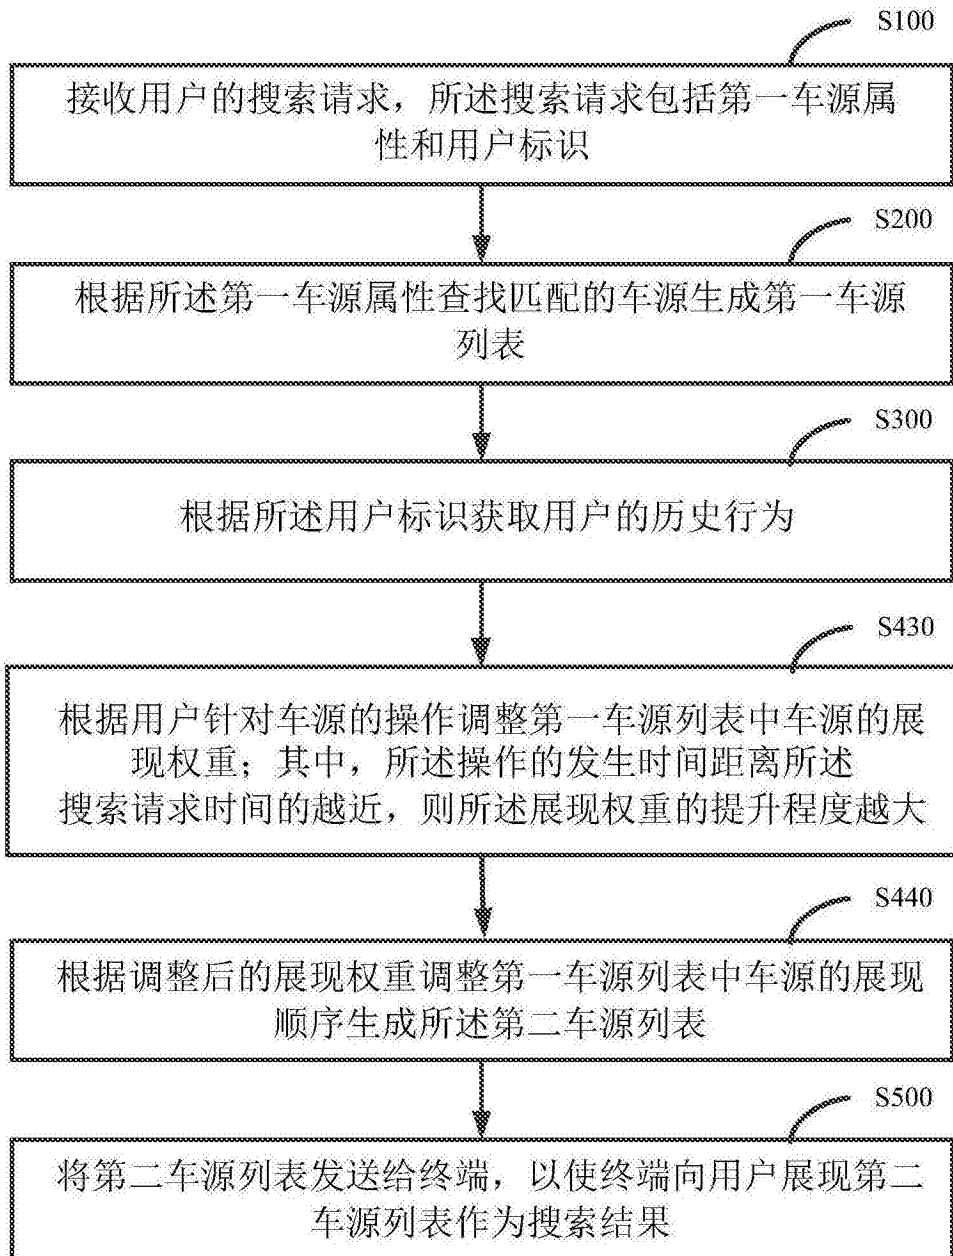 S100
接收用户的搜索请求，所述搜索请求包括第一车源属
性和用户标识
S200
根据所述第一车源属性查找匹配的车源生成第一车源
列表
S300
根据所述用户标识获取用户的历史行为
S430
根据用户针对车源的操作调整第一车源列表中车源的展
现权重；其中，所述操作的发生时间距离所述
搜索请求时间的越近，则所述展现权重的提升程度越大
S440
根据调整后的展现权重调整第一车源列表中车源的展现
顺序生成所述第二车源列表
S500
将第二车源列表发送给终端，以使终端向用户展现第二
车源列表作为搜索结果